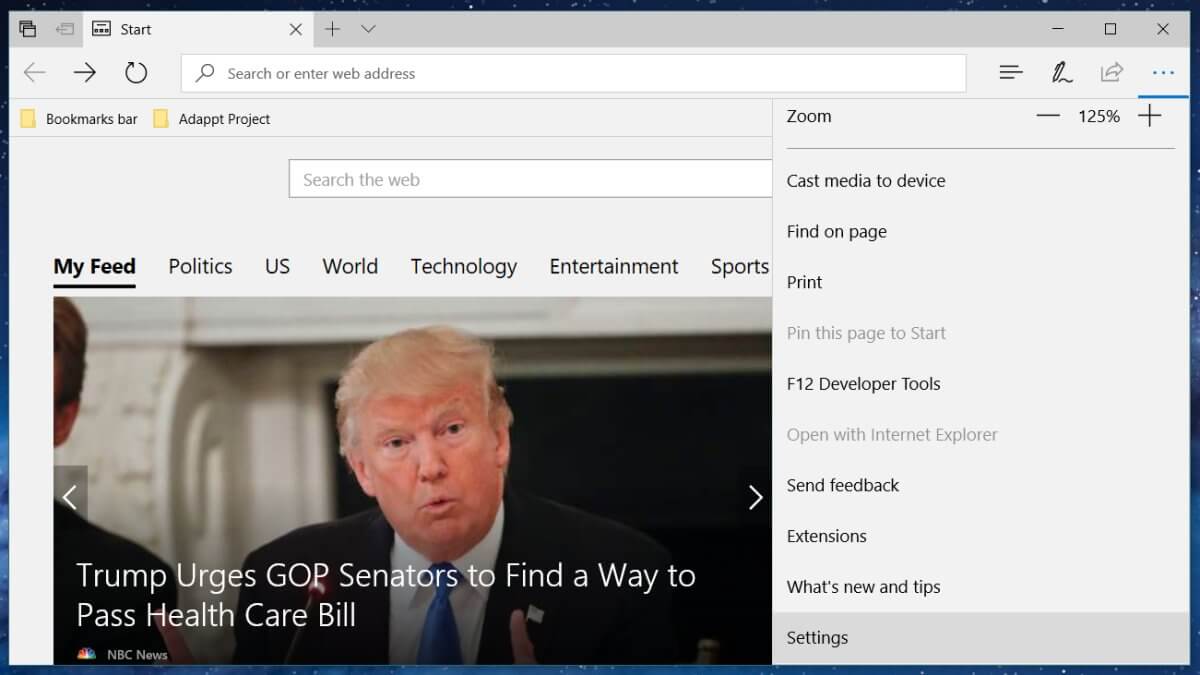 Start
Search or enter web address
Bookmarks bar
Adappt Project
Zoom
125%
Search the web
Cast media to device
Find on page
My Feed Politics US World Technology Entertainment Sports
Print
Pin this page to Start
F12 Developer Tools
Open with Internet Explorer
Send feedback
Extensions
What's new and tips
Settings
Trump Urges GOP Senators to Find a Way to
Pass Health Care Bill
NBC News